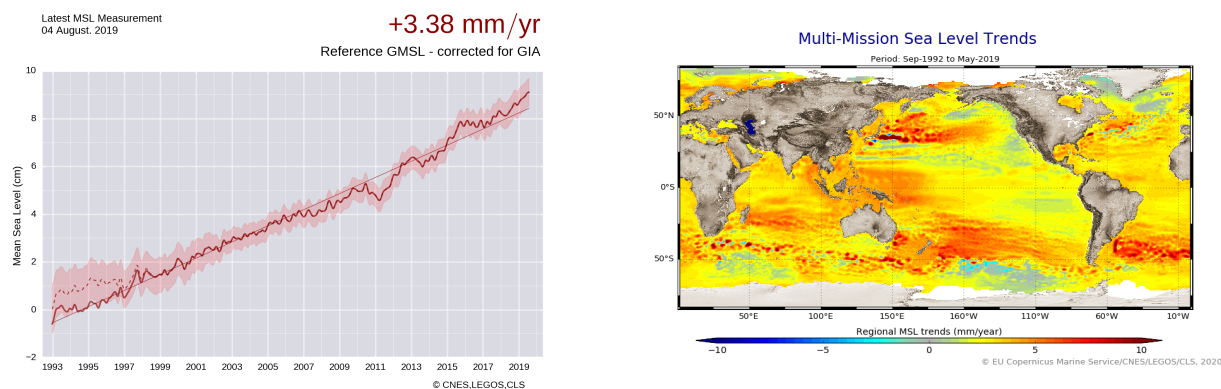 Latest MSL Measurement
04 August. 2019
+3.38 mm/yr
Reference GMSL - corrected for GIA
Mean Sea Level (cm)
10
8
6
4
2
0
−2
1993 1995 1997 1999 2001 2003 2005 2007 2009 2011 2013 2015 2017 2019
© CNES,LEGOS,CLS
Multi-Mission Sea Level Trends
Period: Sep-1992 to May-2019
50°N
0°S
50°S
50°E 100°E 150°E 160°W 110°W 60°W 10°W
Regional MSL trends (mm/year)
−10 −5 0 5 10
© EU Copernicus Marine Service/CNES/LEGOS/CLS, 2020